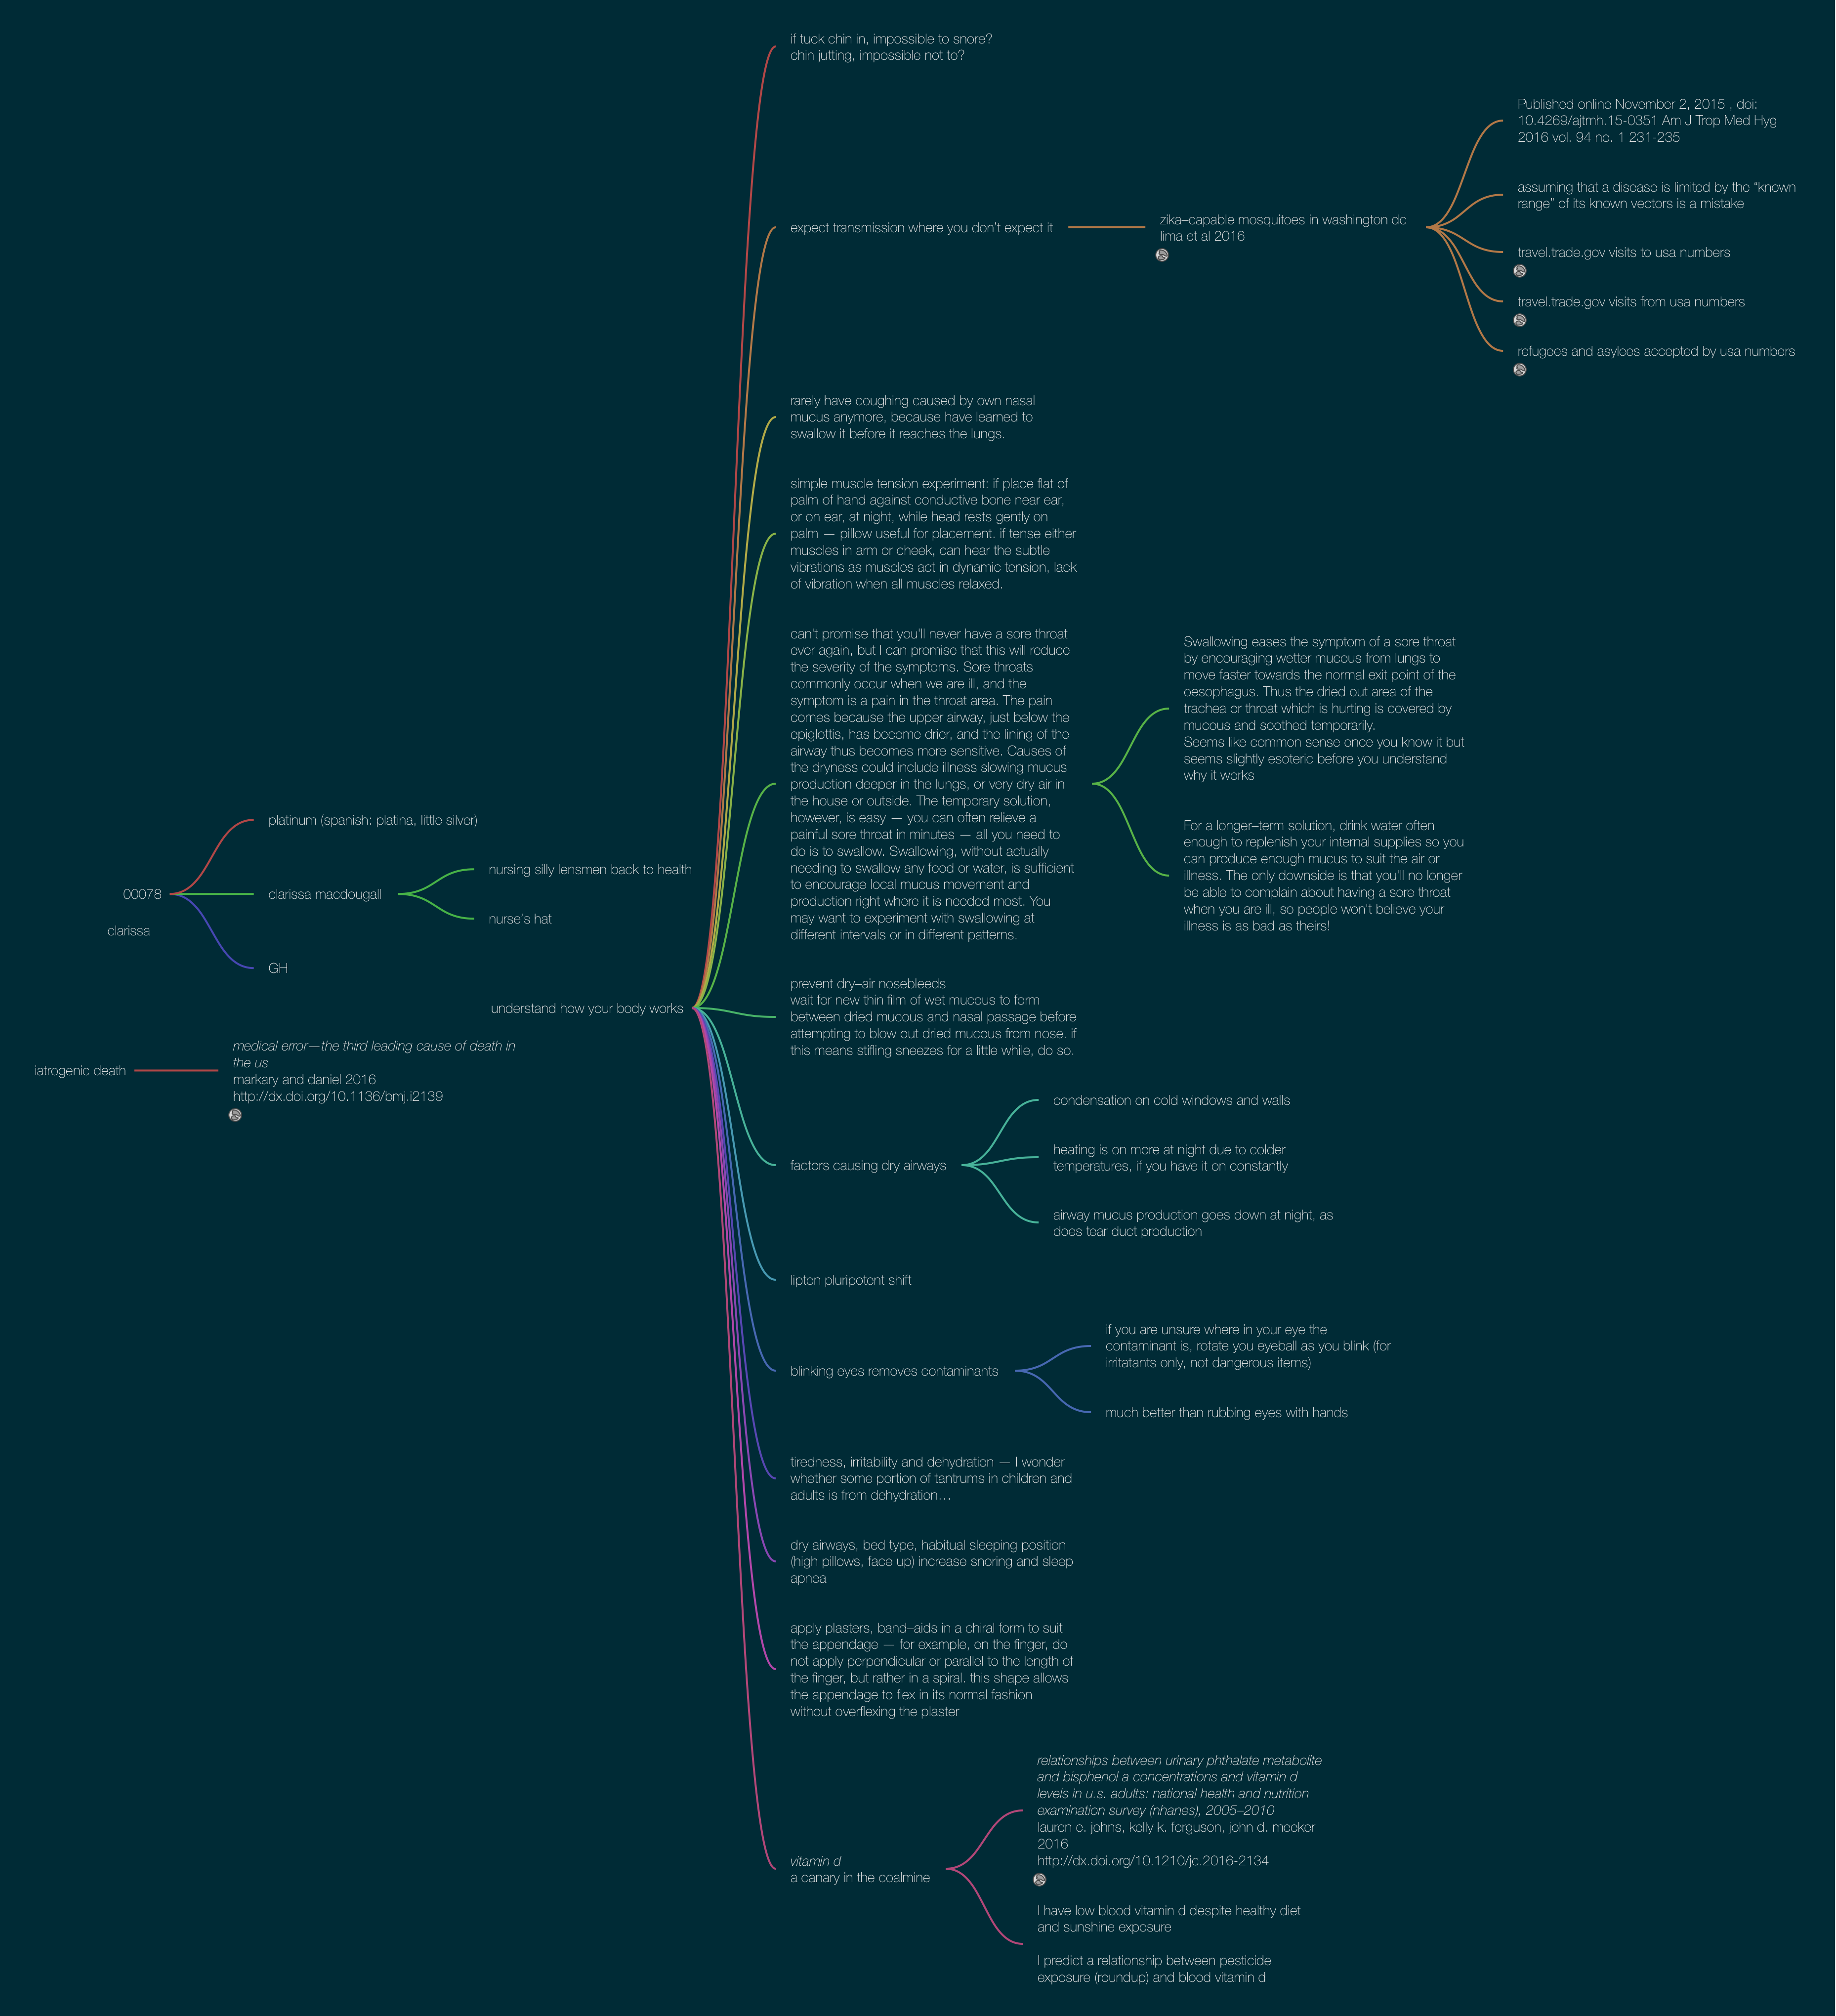 if tuck chin in, impossible to snore?
chin jutting, impossible not to?
expect transmission where you don't expect it
zika–capable mosquitoes in washington dc
lima et al 2016
Published online November 2, 2015 , doi:
10.4269/ajtmh.15-0351 Am J Trop Med Hyg
2016 vol. 94 no. 1 231-235
assuming that a disease is limited by the “known
range” of its known vectors is a mistake
travel.trade.gov visits to usa numbers
travel.trade.gov visits from usa numbers
refugees and asylees accepted by usa numbers
rarely have coughing caused by own nasal
mucus anymore, because have learned to
swallow it before it reaches the lungs.
simple muscle tension experiment: if place flat of
palm of hand against conductive bone near ear,
or on ear, at night, while head rests gently on
palm — pillow useful for placement. if tense either
muscles in arm or cheek, can hear the subtle
vibrations as muscles act in dynamic tension, lack
of vibration when all muscles relaxed.
can't promise that you'll never have a sore throat
ever again, but I can promise that this will reduce
the severity of the symptoms. Sore throats
commonly occur when we are ill, and the
symptom is a pain in the throat area. The pain
comes because the upper airway, just below the
epiglottis, has become drier, and the lining of the
airway thus becomes more sensitive. Causes of
the dryness could include illness slowing mucus
production deeper in the lungs, or very dry air in
the house or outside. The temporary solution,
however, is easy — you can often relieve a
painful sore throat in minutes — all you need to
do is to swallow. Swallowing, without actually
needing to swallow any food or water, is sufficient
to encourage local mucus movement and
production right where it is needed most. You
may want to experiment with swallowing at
different intervals or in different patterns.
Swallowing eases the symptom of a sore throat
by encouraging wetter mucous from lungs to
move faster towards the normal exit point of the
oesophagus. Thus the dried out area of the
trachea or throat which is hurting is covered by
mucous and soothed temporarily.
Seems like common sense once you know it but
seems slightly esoteric before you understand
why it works
For a longer–term solution, drink water often
enough to replenish your internal supplies so you
can produce enough mucus to suit the air or
illness. The only downside is that you'll no longer
be able to complain about having a sore throat
when you are ill, so people won't believe your
illness is as bad as theirs!
platinum (spanish: platina, little silver)
00078
clarissa
clarissa macdougall
nursing silly lensmen back to health
nurse's hat
GH
understand how your body works
iatrogenic death
medical error—the third leading cause of death in
the us
markary and daniel 2016
http://dx.doi.org/10.1136/bmj.i2139
prevent dry–air nosebleeds
wait for new thin film of wet mucous to form
between dried mucous and nasal passage before
attempting to blow out dried mucous from nose. if
this means stifling sneezes for a little while, do so.
factors causing dry airways
condensation on cold windows and walls
heating is on more at night due to colder
temperatures, if you have it on constantly
airway mucus production goes down at night, as
does tear duct production
lipton pluripotent shift
blinking eyes removes contaminants
if you are unsure where in your eye the
contaminant is, rotate you eyeball as you blink (for
irritatants only, not dangerous items)
much better than rubbing eyes with hands
tiredness, irritability and dehydration — I wonder
whether some portion of tantrums in children and
adults is from dehydration…
dry airways, bed type, habitual sleeping position
(high pillows, face up) increase snoring and sleep
apnea
apply plasters, band–aids in a chiral form to suit
the appendage — for example, on the finger, do
not apply perpendicular or parallel to the length of
the finger, but rather in a spiral. this shape allows
the appendage to flex in its normal fashion
without overflexing the plaster
vitamin d
a canary in the coalmine
relationships between urinary phthalate metabolite
and bisphenol a concentrations and vitamin d
levels in u.s. adults: national health and nutrition
examination survey (nhanes), 2005–2010
lauren e. johns, kelly k. ferguson, john d. meeker
2016
http://dx.doi.org/10.1210/jc.2016-2134
I have low blood vitamin d despite healthy diet
and sunshine exposure
I predict a relationship between pesticide
exposure (roundup) and blood vitamin d